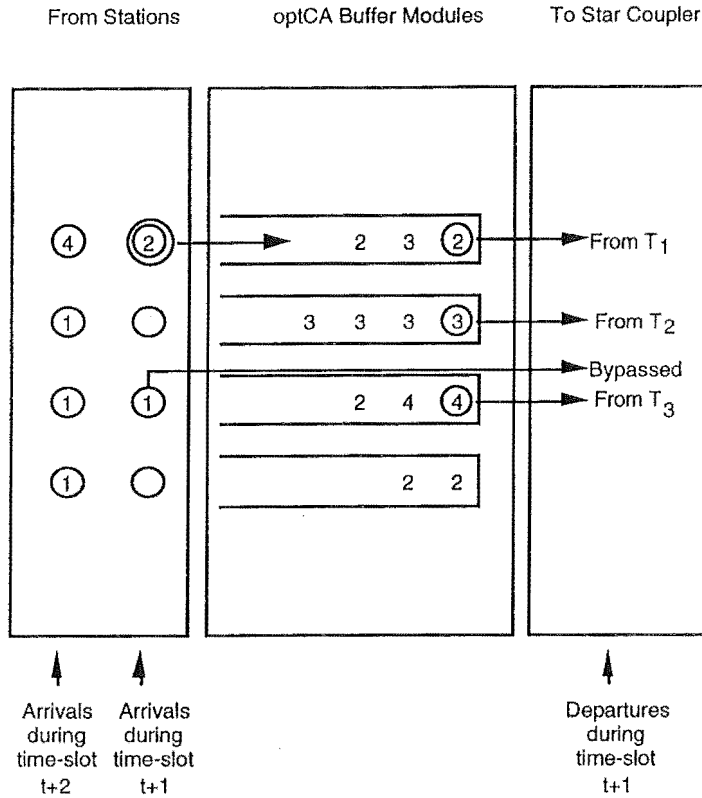 From Stations
optCA Buffer Modules
To Star Coupler
4 2 2 3 2 From T1
1 3 3 3 3 From T2
Bypassed
1 1 2 4 4 From T3
1 2 2
Arrivals during time-slot t+2
Arrivals during time-slot t+1
Departures during time-slot t+1